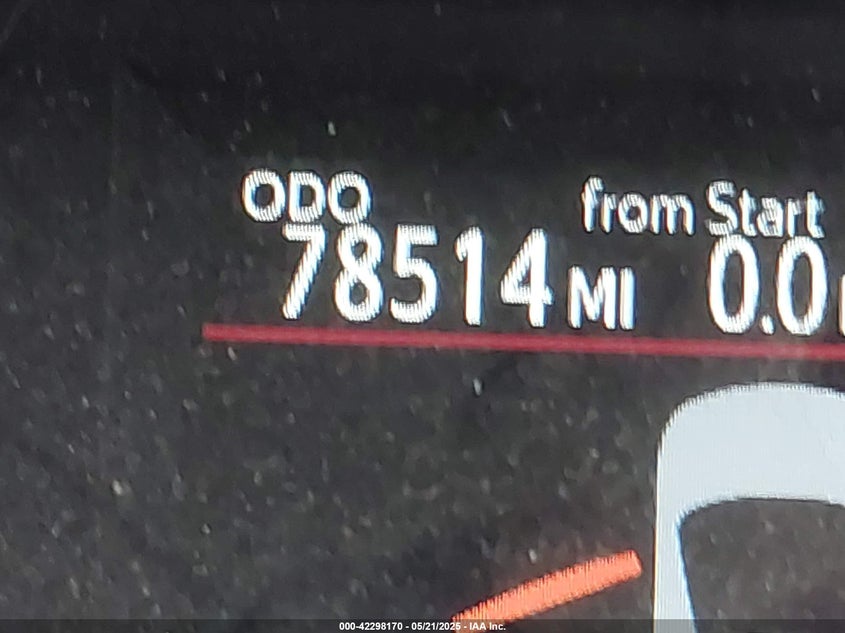 ODO from Start
78514 MI 0.0
000-42298170 - 05/21/2025 - IAA Inc.